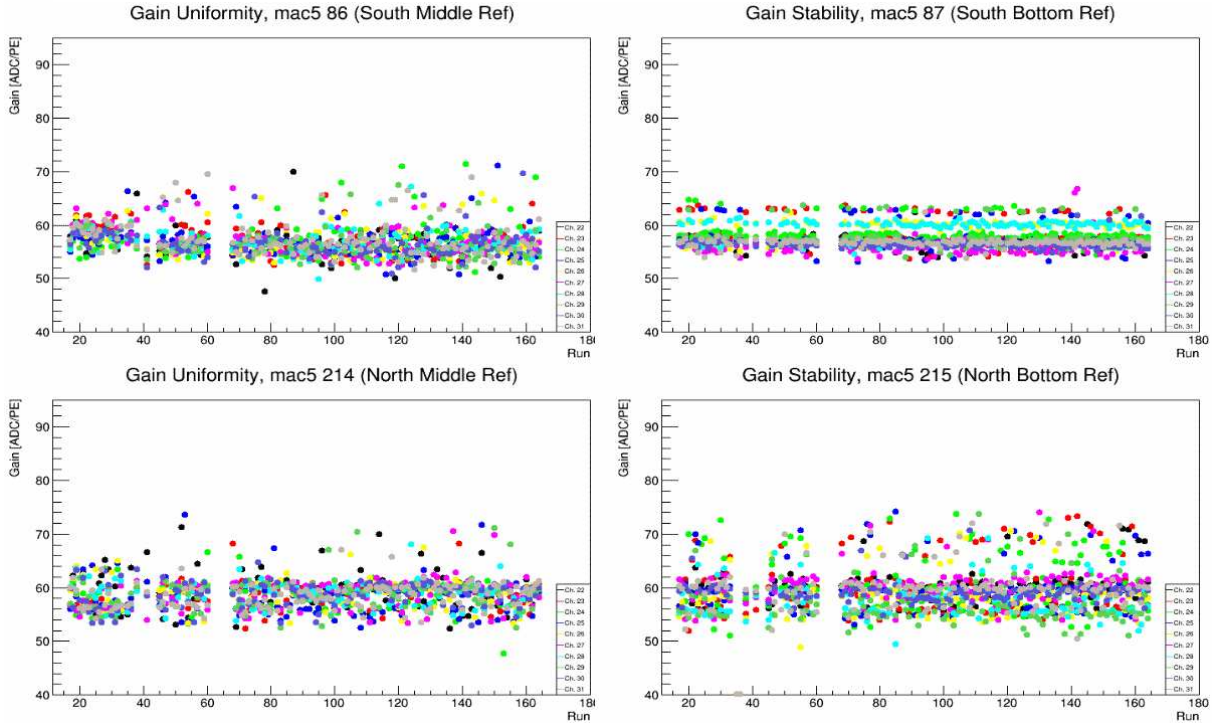 Gain Uniformity, mac5 86 (South Middle Ref)
Gain [ADC/PE]
90
80
70
60
50
40
20 40 60 80 100 120 140 160 180
Run
Ch. 22
Ch. 23
Ch. 24
Ch. 25
Ch. 26
Ch. 27
Ch. 28
Ch. 29
Ch. 30
Ch. 31
Gain Stability, mac5 87 (South Bottom Ref)
Gain [ADC/PE]
90
80
70
60
50
40
20 40 60 80 100 120 140 160 180
Run
Ch. 22
Ch. 23
Ch. 24
Ch. 25
Ch. 26
Ch. 27
Ch. 28
Ch. 29
Ch. 30
Ch. 31
Gain Uniformity, mac5 214 (North Middle Ref)
Gain [ADC/PE]
90
80
70
60
50
40
20 40 60 80 100 120 140 160 180
Run
Ch. 22
Ch. 23
Ch. 24
Ch. 25
Ch. 26
Ch. 27
Ch. 28
Ch. 29
Ch. 30
Ch. 31
Gain Stability, mac5 215 (North Bottom Ref)
Gain [ADC/PE]
90
80
70
60
50
40
20 40 60 80 100 120 140 160 180
Run
Ch. 22
Ch. 23
Ch. 24
Ch. 25
Ch. 26
Ch. 27
Ch. 28
Ch. 29
Ch. 30
Ch. 31